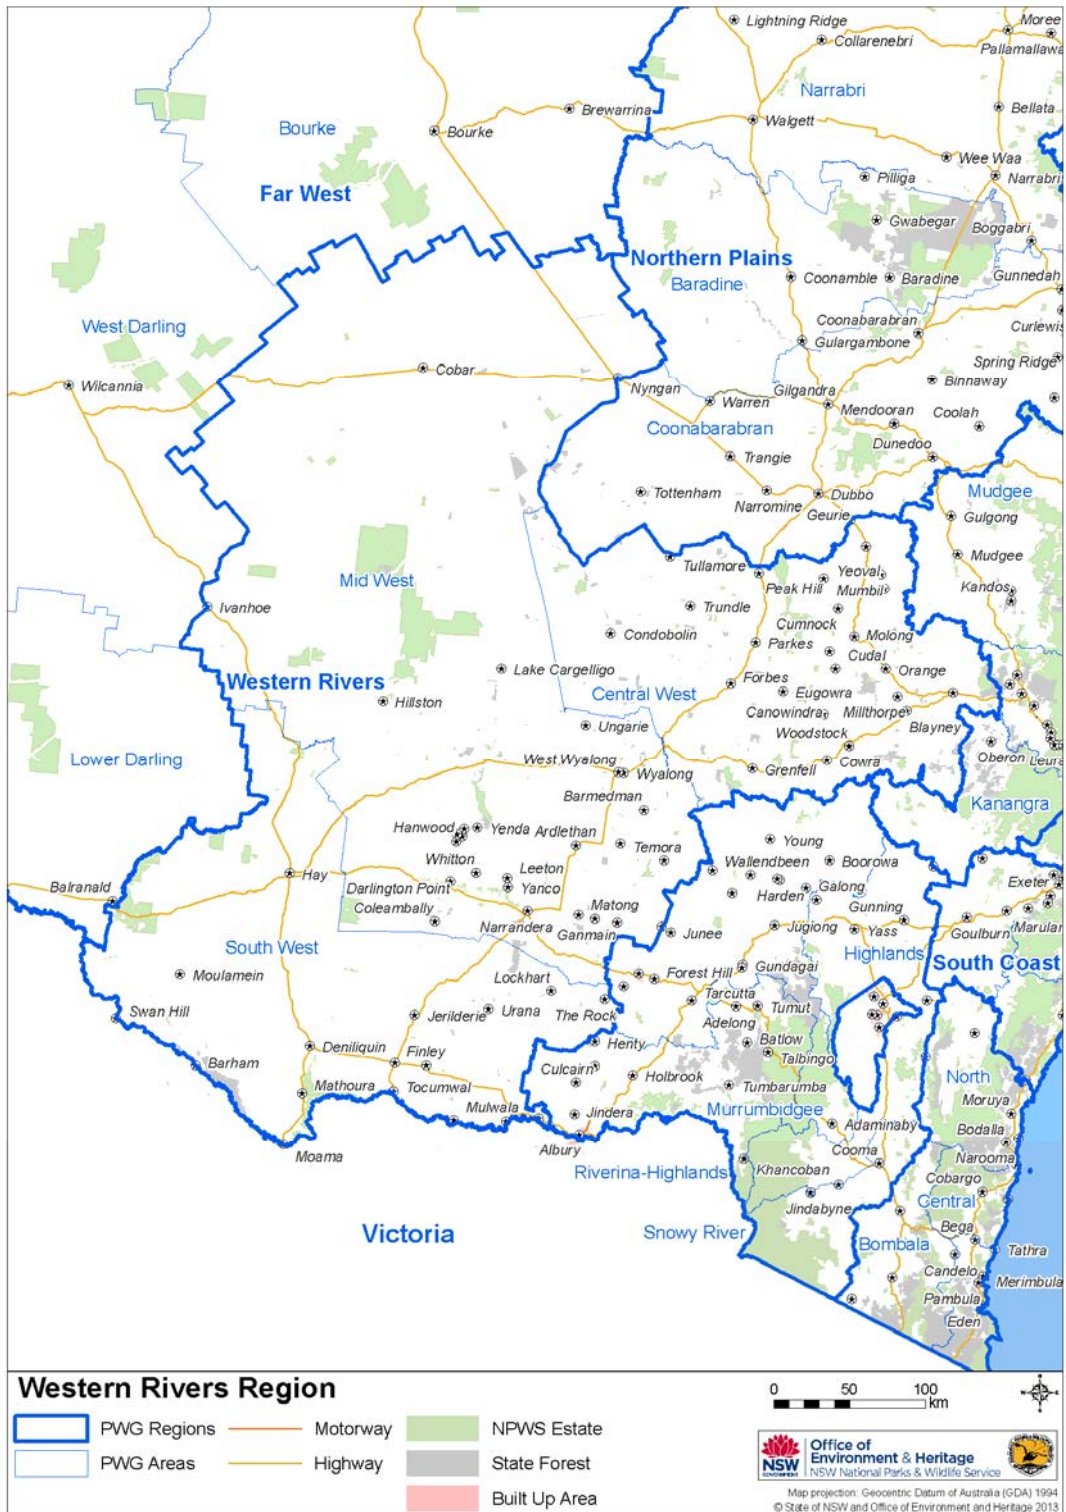 Lightning Ridge
Moree
Collarenebri
Pallamallawa
Narrabri
Bellata
Brewarrina
Walgett
Bourke
Bourke
Wee Waa
Pilliga
Narrabri
Far West
Gwabegar
Boggabri
Northern Plains
Baradine
Coonamble
Baradine
Gunnedah
Coonabarabran
Curlewis
West Darling
Gulargambone
Spring Ridge
Wilcannia
Cobar
Nyngan
Gilgandra
Binnaway
Warren
Mendooran
Coolah
Coonabarabran
Dunedoo
Trangie
Tottenham
Narromine
Dubbo
Mudgee
Geurie
Gulgong
Mid West
Tullamore
Yeoval
Mudgee
Peak Hill
Mumbil
Kandos
Ivanhoe
Trundle
Cumnock
Condobolin
Parkes
Molong
Cudal
Lake Cargelligo
Orange
Western Rivers
Forbes
Central West
Eugowra
Hillston
Canowindra
Millthorpe
Ungarie
Woodstock
Blayney
Lower Darling
West Wyalong
Wyalong
Grenfell
Cowra
Oberon
Leura
Barmedman
Kanangra
Hanwood
Yenda
Ardlethan
Young
Whitton
Temora
Wallendbeen
Boorowa
Balranald
Hay
Leeton
Darlington Point
Yanco
Harden
Galong
Exeter
Coleambally
Matong
Gunning
Narrandera
Ganmain
Junee
Jugiong
Yass
Goulburn
Marulan
South West
Highlands
South Coast
Moulamein
Lockhart
Forest Hill
Gundagai
Swan Hill
Jerilderie
Urana
The Rock
Tarcutta
Tumut
Adelong
Deniliquin
Finley
Henty
Batlow
Barham
Culcairn
Talbingo
Mathoura
Tocumwal
Holbrook
Tumbarumba
North
Mulwala
Jindera
Murrumbidgee
Moruya
Adaminaby
Bodalla
Moama
Albury
Cooma
Narooma
Riverina-Highlands
Khancoban
Cobargo
Jindabyne
Central
Victoria
Snowy River
Bega
Bombala
Tathra
Candelo
Merimbula
Pambula
Eden
Western Rivers Region
PWG Regions
Motorway
NPWS Estate
PWG Areas
Highway
State Forest
Built Up Area
0 50 100
km
W E
NSW
GOVERNMENT
Office of
Environment & Heritage
NSW National Parks & Wildlife Service
Map projection: Geocentric Datum of Australia (GDA) 1994
© State of NSW and Office of Environment and Heritage 2013